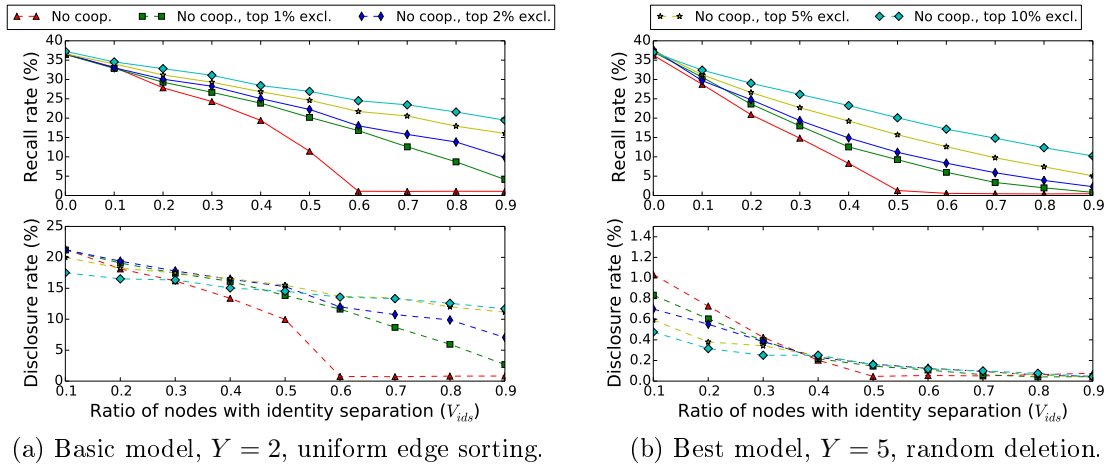 No coop. No coop., top 1% excl. No coop., top 2% excl. No coop., top 5% excl. No coop., top 10% excl.
Recall rate (%)
40
35
30
25
20
15
10
5
0
0.0 0.1 0.2 0.3 0.4 0.5 0.6 0.7 0.8 0.9
Disclosure rate (%)
25
20
15
10
5
0
0.1 0.2 0.3 0.4 0.5 0.6 0.7 0.8 0.9
Ratio of nodes with identity separation (V_ids)
(a) Basic model, Y = 2, uniform edge sorting.
Recall rate (%)
40
35
30
25
20
15
10
5
0
0.0 0.1 0.2 0.3 0.4 0.5 0.6 0.7 0.8 0.9
Disclosure rate (%)
1.4
1.2
1.0
0.8
0.6
0.4
0.2
0.0
0.1 0.2 0.3 0.4 0.5 0.6 0.7 0.8 0.9
Ratio of nodes with identity separation (V_ids)
(b) Best model, Y = 5, random deletion.